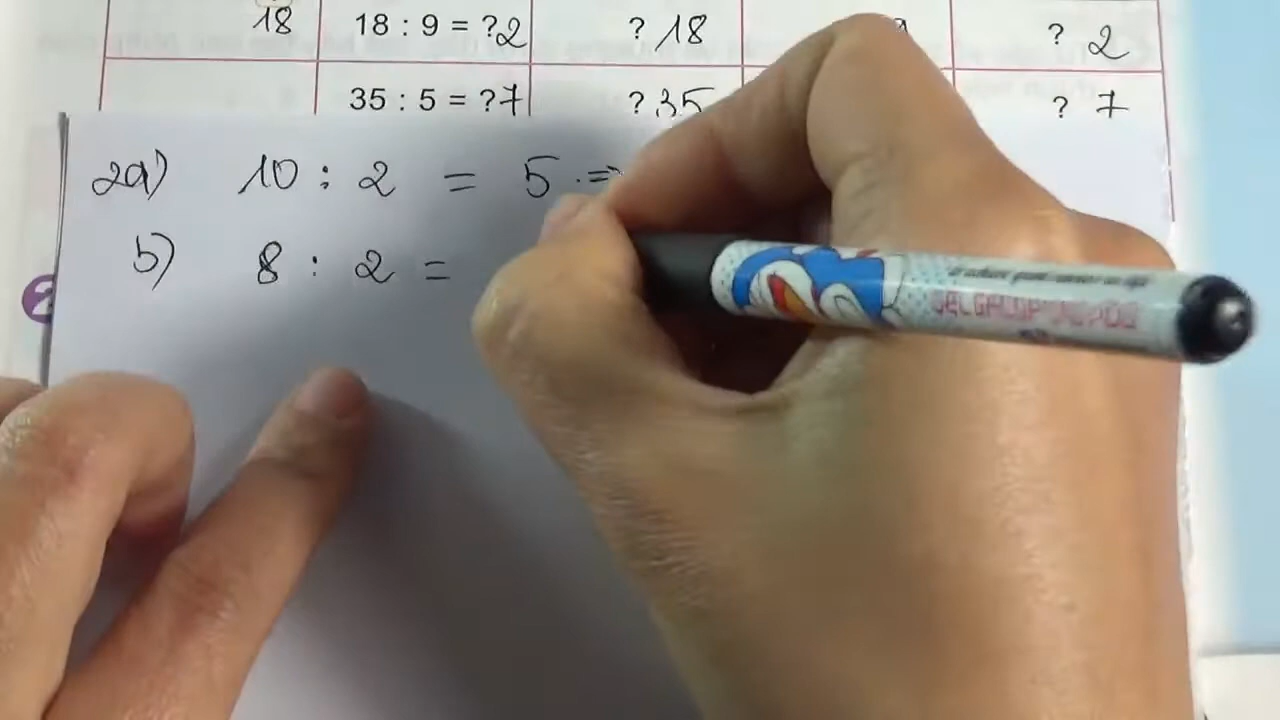 18 18 : 9 = ?2 ? 18 ? 2
35 : 5 = ?7 ? 35 ? 7
2a) 10 : 2 = 5 =>
b) 8 : 2 =